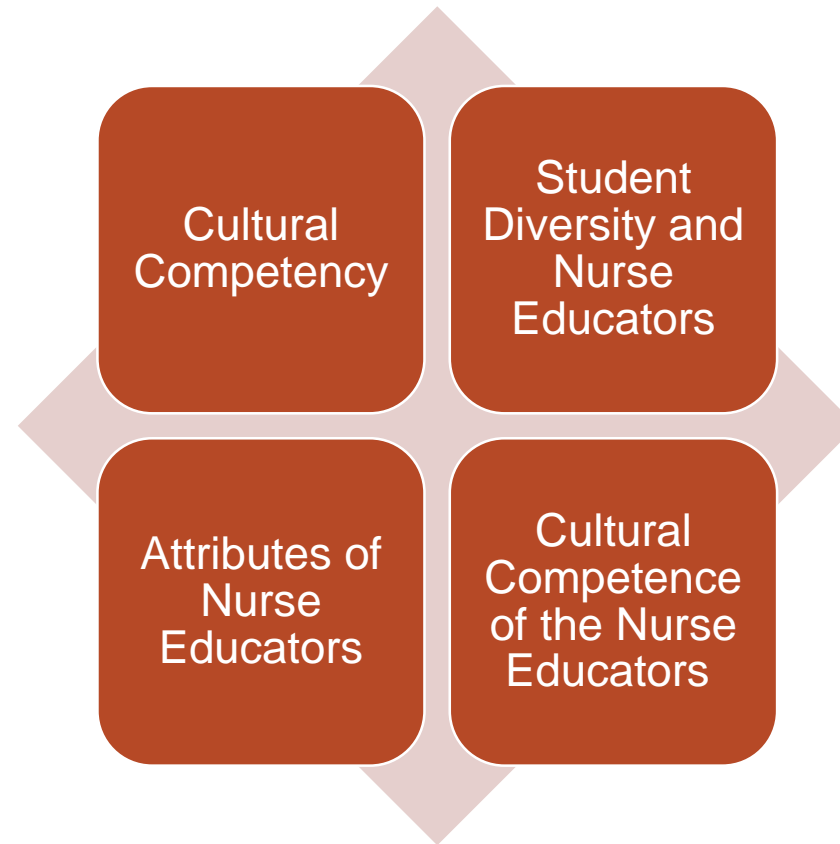 Cultural
Competency
Student
Diversity and
Nurse
Educators
Attributes of
Nurse
Educators
Cultural
Competence
of the Nurse
Educators